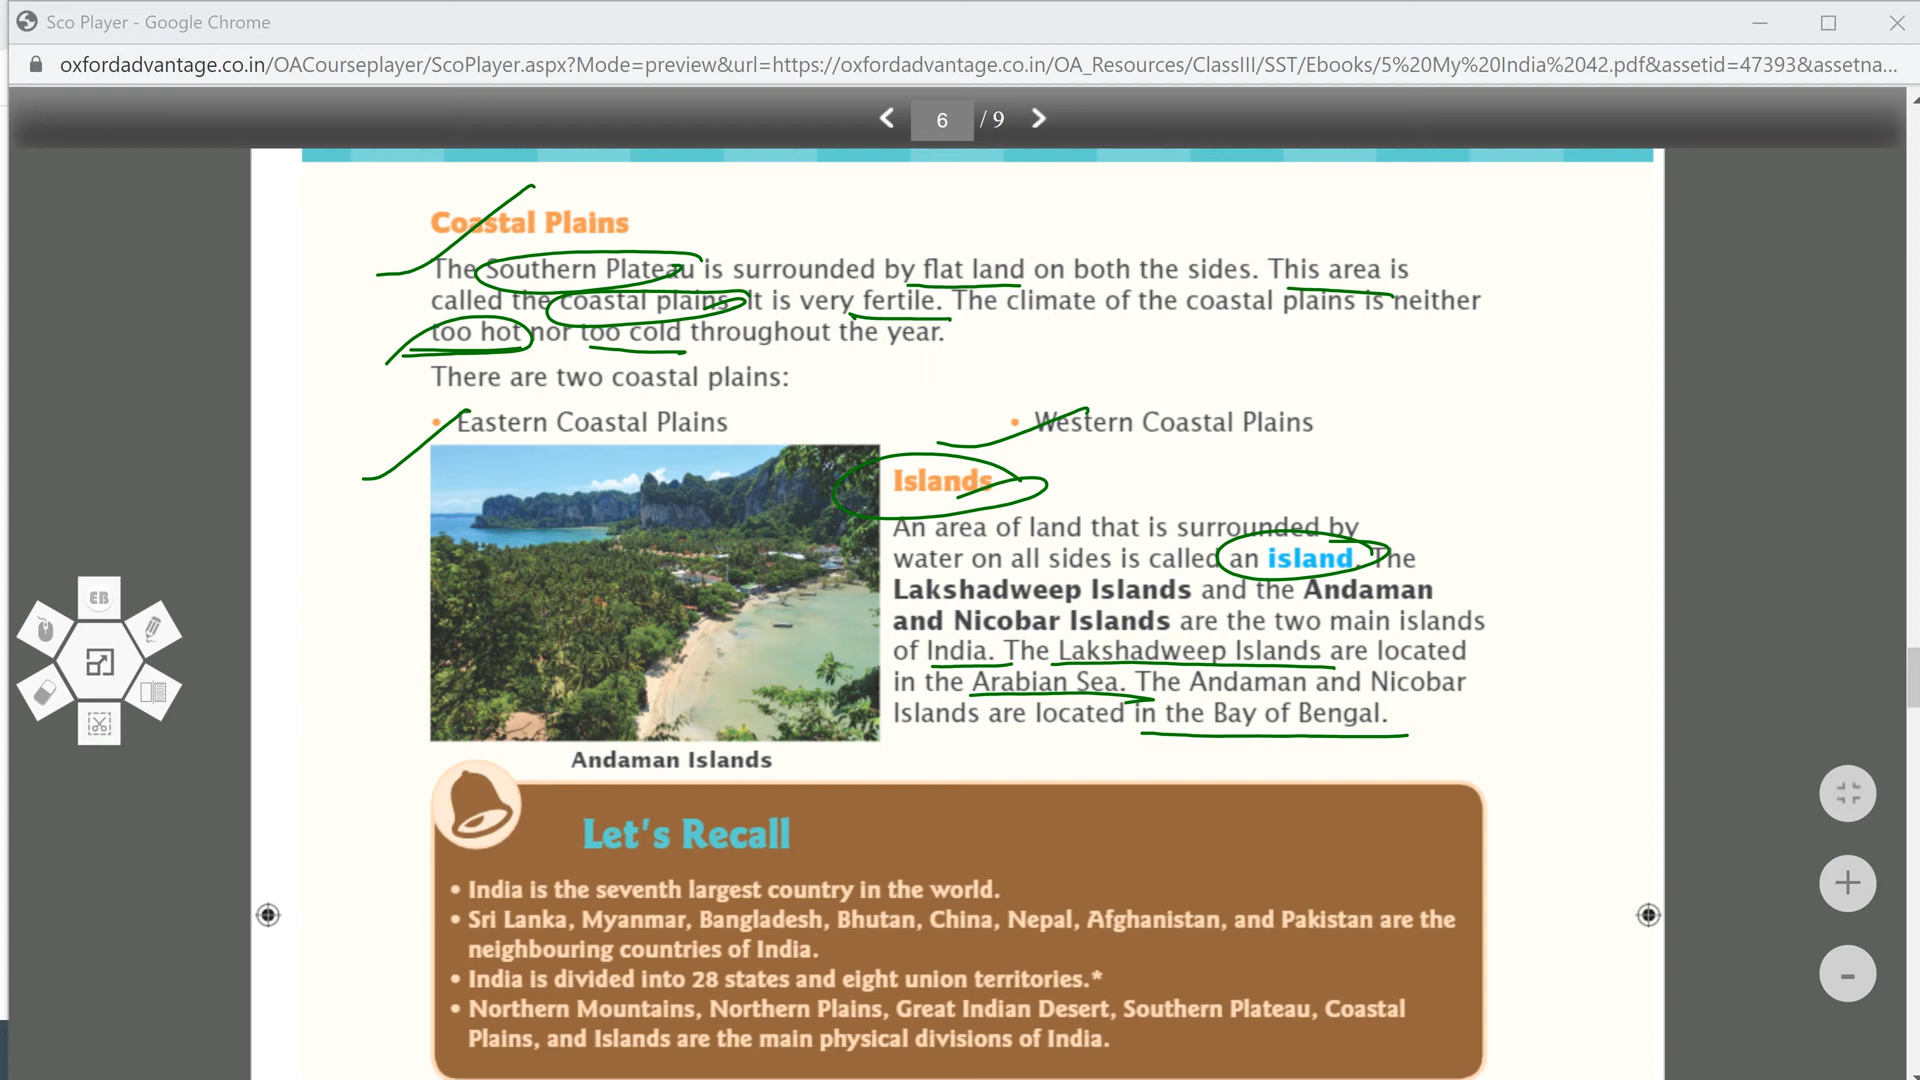 Sco Player - Google Chrome
oxfordadvantage.co.in/OACourseplayer/ScoPlayer.aspx?Mode=preview&url=https://oxfordadvantage.co.in/OA_Resources/ClassIII/SST/Ebooks/5%20My%20India%2042.pdf&assetid=47393&assetna...
6 / 9
Coastal Plains
The Southern Plateau is surrounded by flat land on both the sides. This area is
called the coastal plains. It is very fertile. The climate of the coastal plains is neither
too hot nor too cold throughout the year.
There are two coastal plains:
• Eastern Coastal Plains
• Western Coastal Plains
Islands
An area of land that is surrounded by
water on all sides is called an island. The
Lakshadweep Islands and the Andaman
and Nicobar Islands are the two main islands
of India. The Lakshadweep Islands are located
in the Arabian Sea. The Andaman and Nicobar
Islands are located in the Bay of Bengal.
Andaman Islands
EB
Let's Recall
• India is the seventh largest country in the world.
• Sri Lanka, Myanmar, Bangladesh, Bhutan, China, Nepal, Afghanistan, and Pakistan are the
neighbouring countries of India.
• India is divided into 28 states and eight union territories.*
• Northern Mountains, Northern Plains, Great Indian Desert, Southern Plateau, Coastal
Plains, and Islands are the main physical divisions of India.